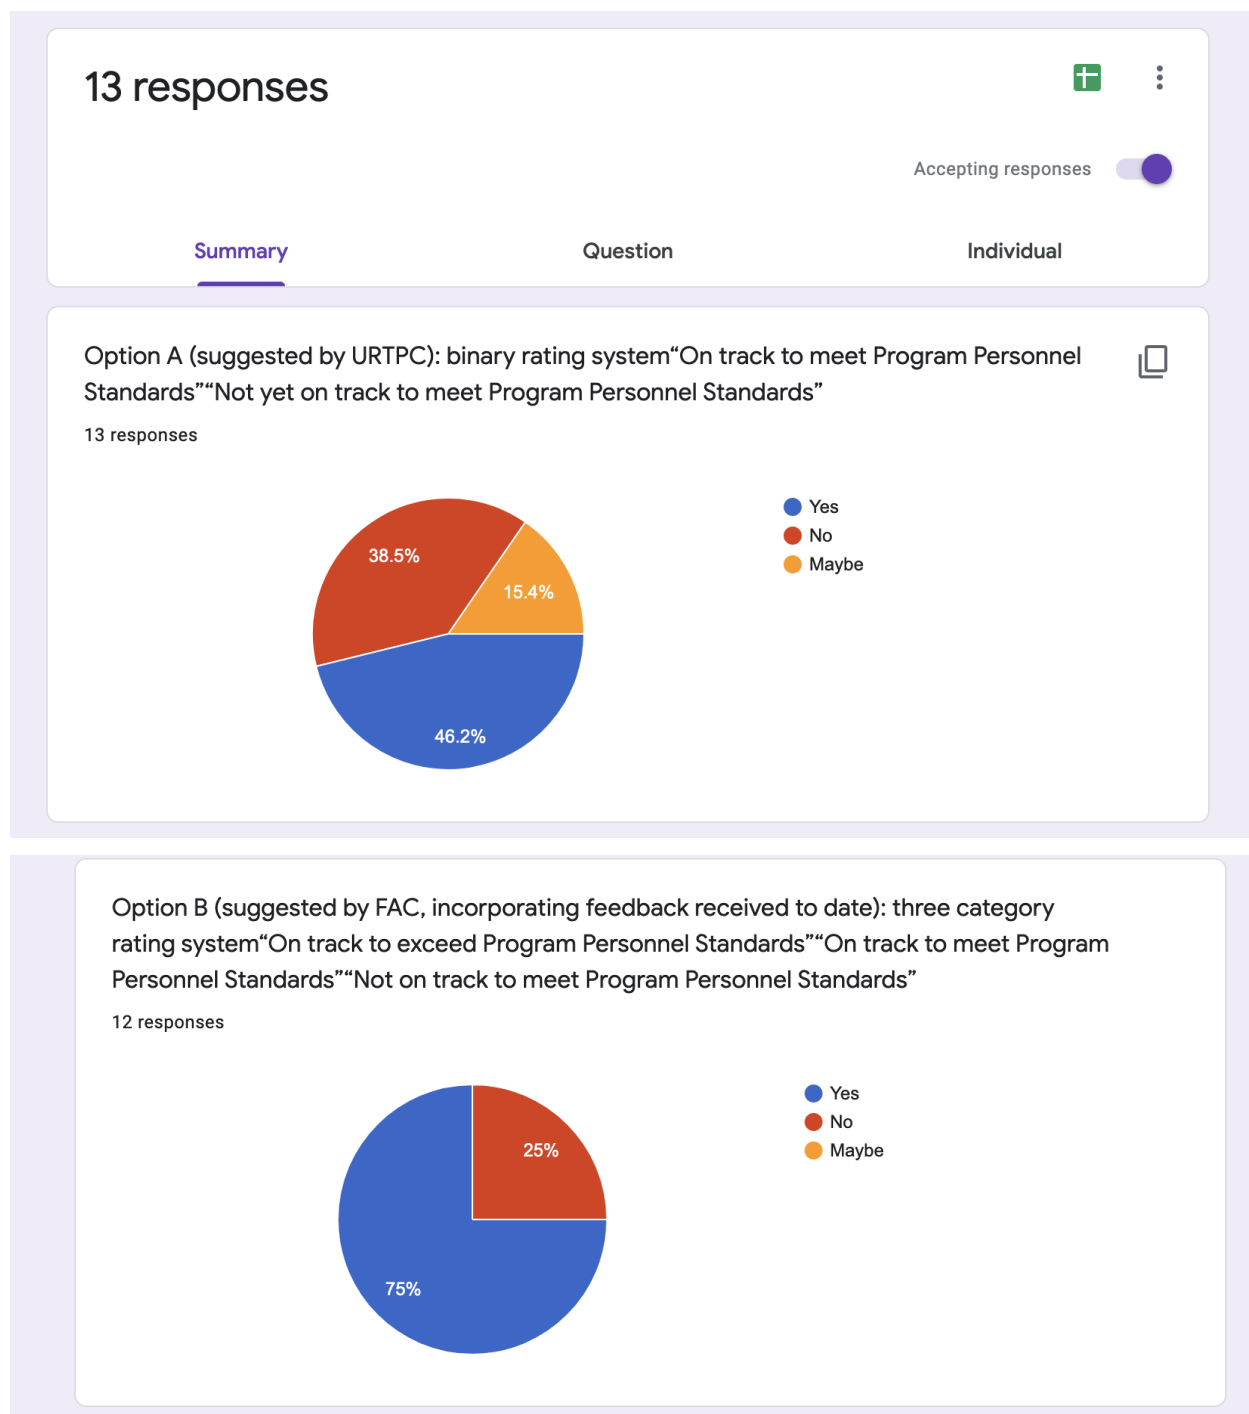 13 responses
Accepting responses
Summary
Question
Individual
Option A (suggested by URTPC): binary rating system“On track to meet Program Personnel
Standards”“Not yet on track to meet Program Personnel Standards”
13 responses
38.5%
15.4%
46.2%
Yes
No
Maybe
Option B (suggested by FAC, incorporating feedback received to date): three category
rating system“On track to exceed Program Personnel Standards”“On track to meet Program
Personnel Standards”“Not on track to meet Program Personnel Standards”
12 responses
25%
75%
Yes
No
Maybe